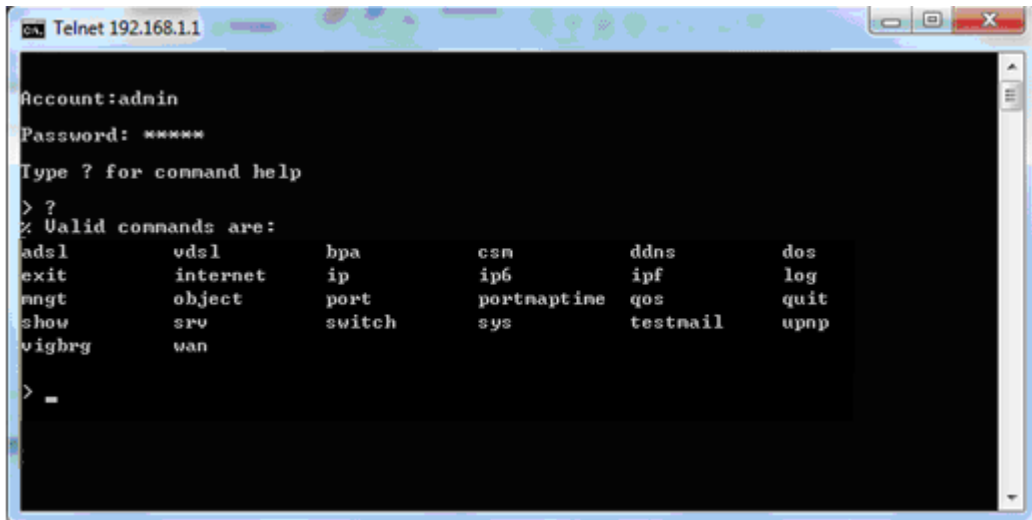 Telnet 192.168.1.1
Account:admin
Password: *****
Type ? for command help
> ?
% Valid commands are:
adsl vdsl bpa csm ddns dos
exit internet ip ip6 ipf log
mngt object port portmaptime qos quit
show srv switch sys testmail upnp
vigbrg wan
> _